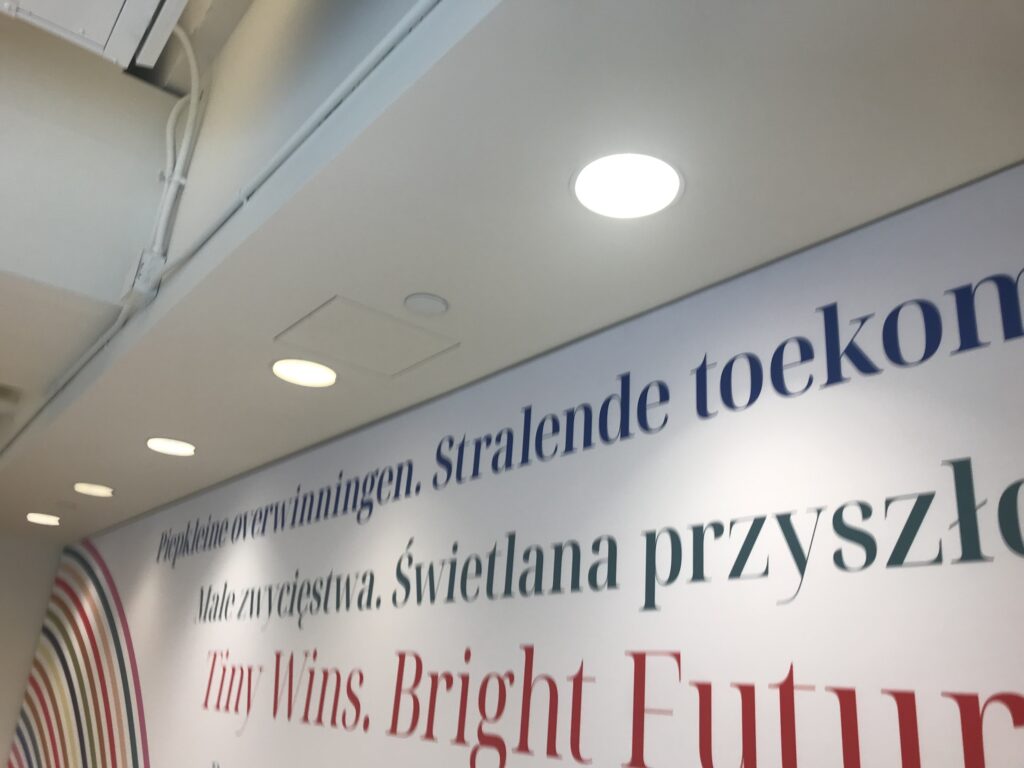 Piepkleine overwinningen. Stralende toekom
Małe zwycięstwa. Świetlana przyszło
Tiny Wins. Bright Futur